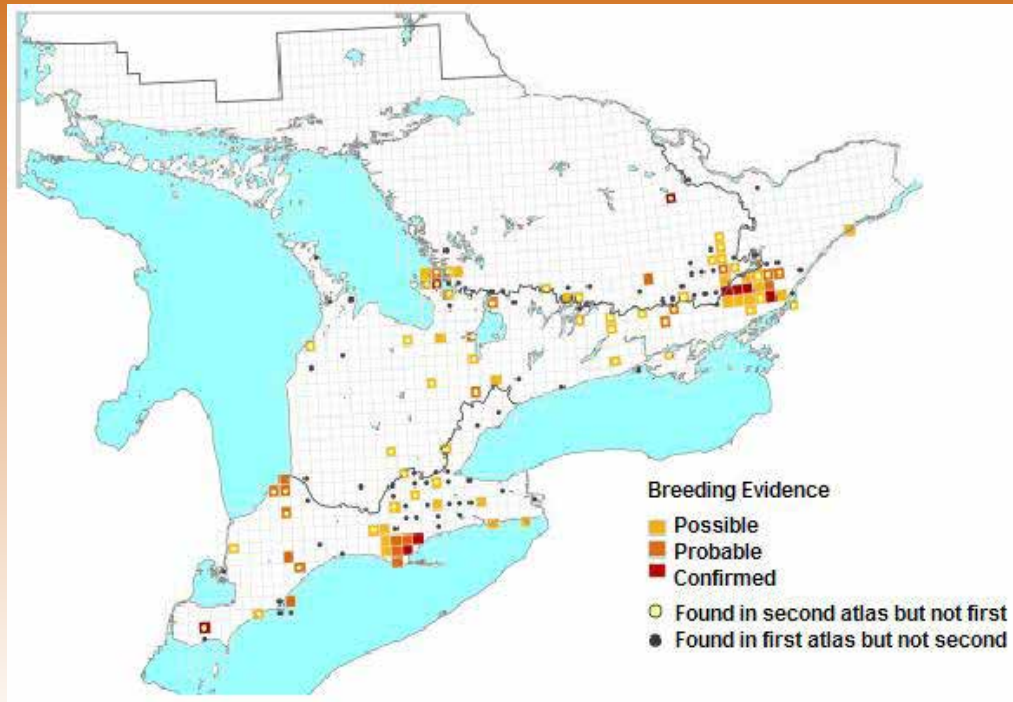 Breeding Evidence
Possible
Probable
Confirmed
Found in second atlas but not first
Found in first atlas but not second